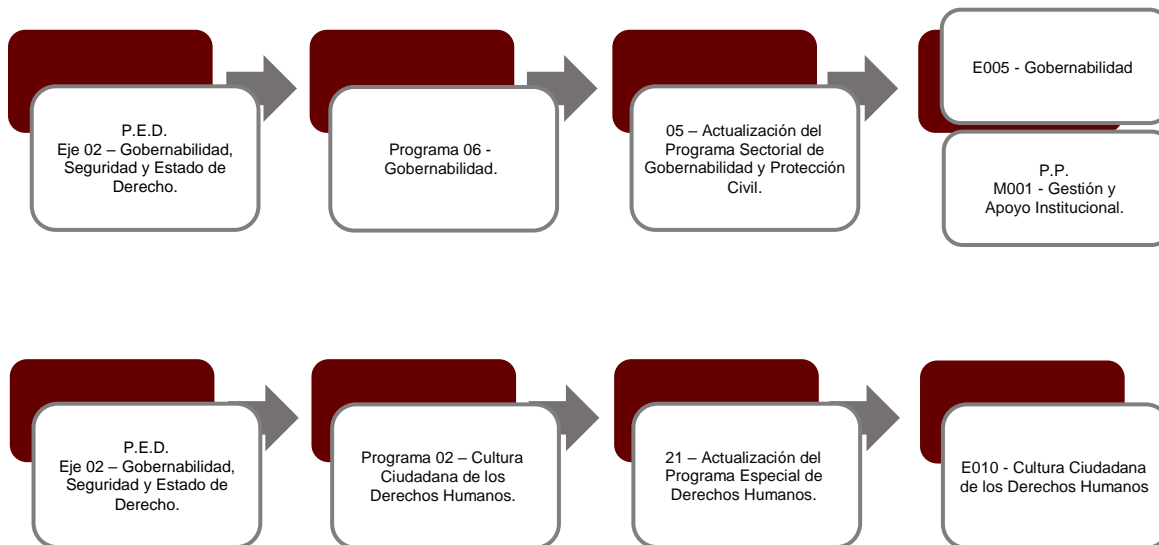 P.E.D.
Eje 02 – Gobernabilidad,
Seguridad y Estado de
Derecho.
Programa 06 -
Gobernabilidad.
05 – Actualización del
Programa Sectorial de
Gobernabilidad y Protección
Civil.
E005 - Gobernabilidad
P.P.
M001 - Gestión y
Apoyo Institucional.
P.E.D.
Eje 02 – Gobernabilidad,
Seguridad y Estado de
Derecho.
Programa 02 – Cultura
Ciudadana de los
Derechos Humanos.
21 – Actualización del
Programa Especial de
Derechos Humanos.
E010 - Cultura Ciudadana
de los Derechos Humanos